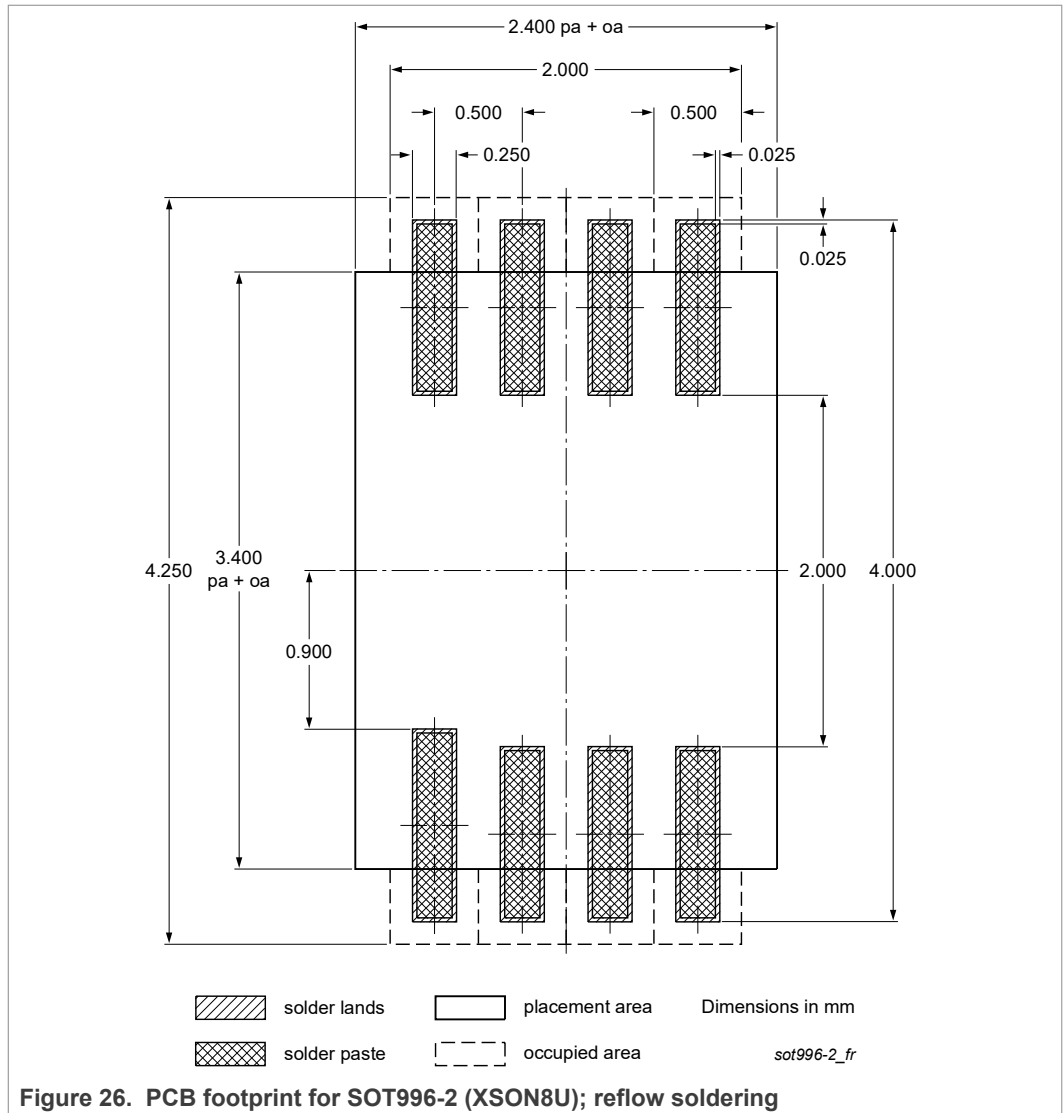 2.400 pa + oa
2.000
0.500
0.500
0.250
0.025
0.025
4.250
3.400
pa + oa
2.000
4.000
0.900
solder lands
placement area
Dimensions in mm
solder paste
occupied area
sot996-2_fr
Figure 26. PCB footprint for SOT996-2 (XSON8U); reflow soldering